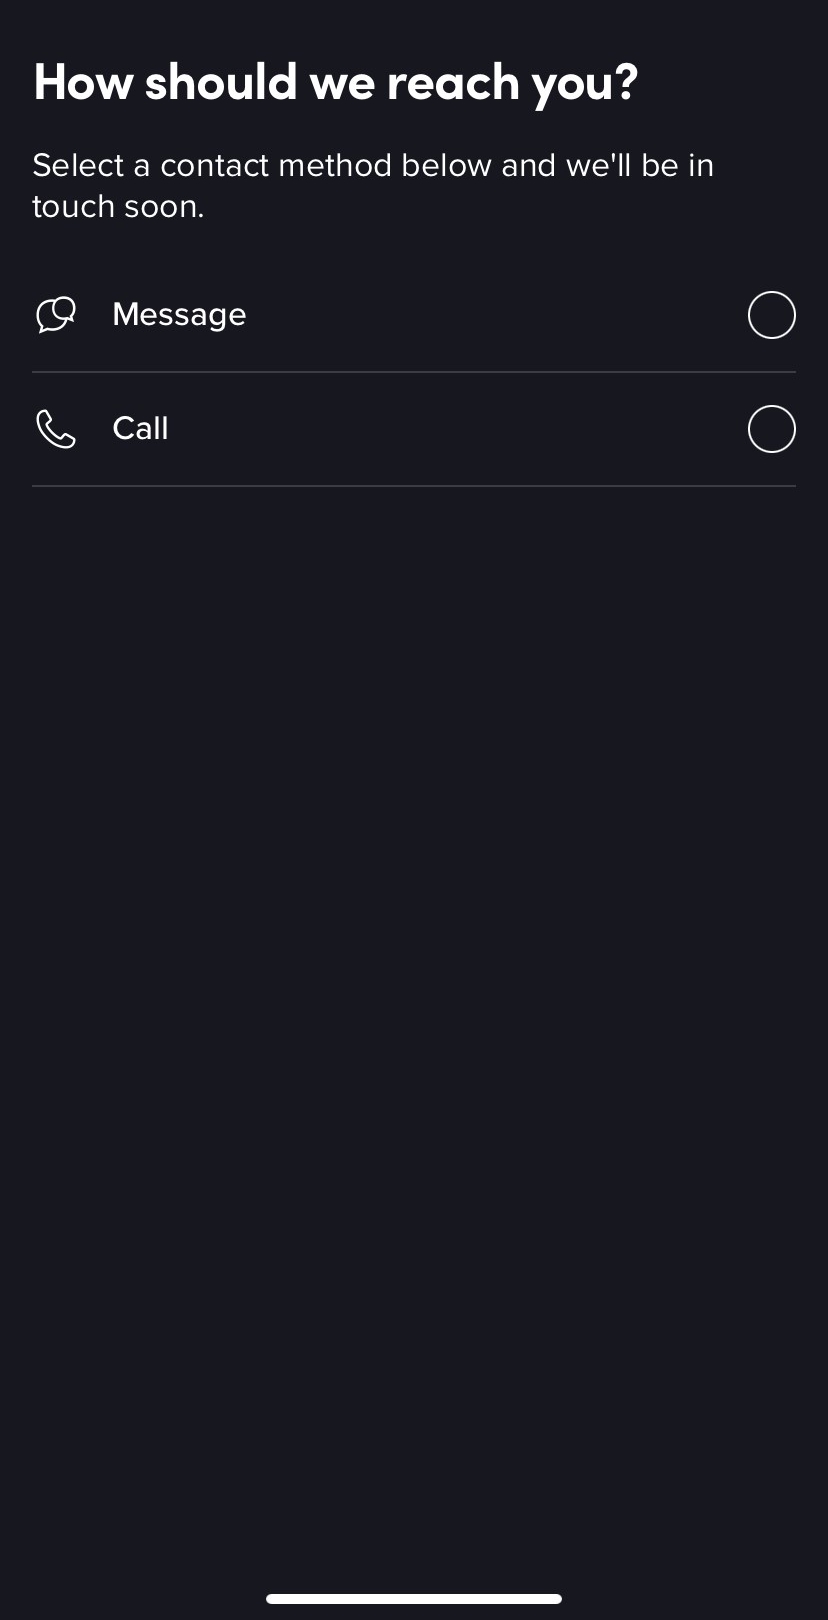 How should we reach you?
Select a contact method below and we'll be in
touch soon.
Message
Call